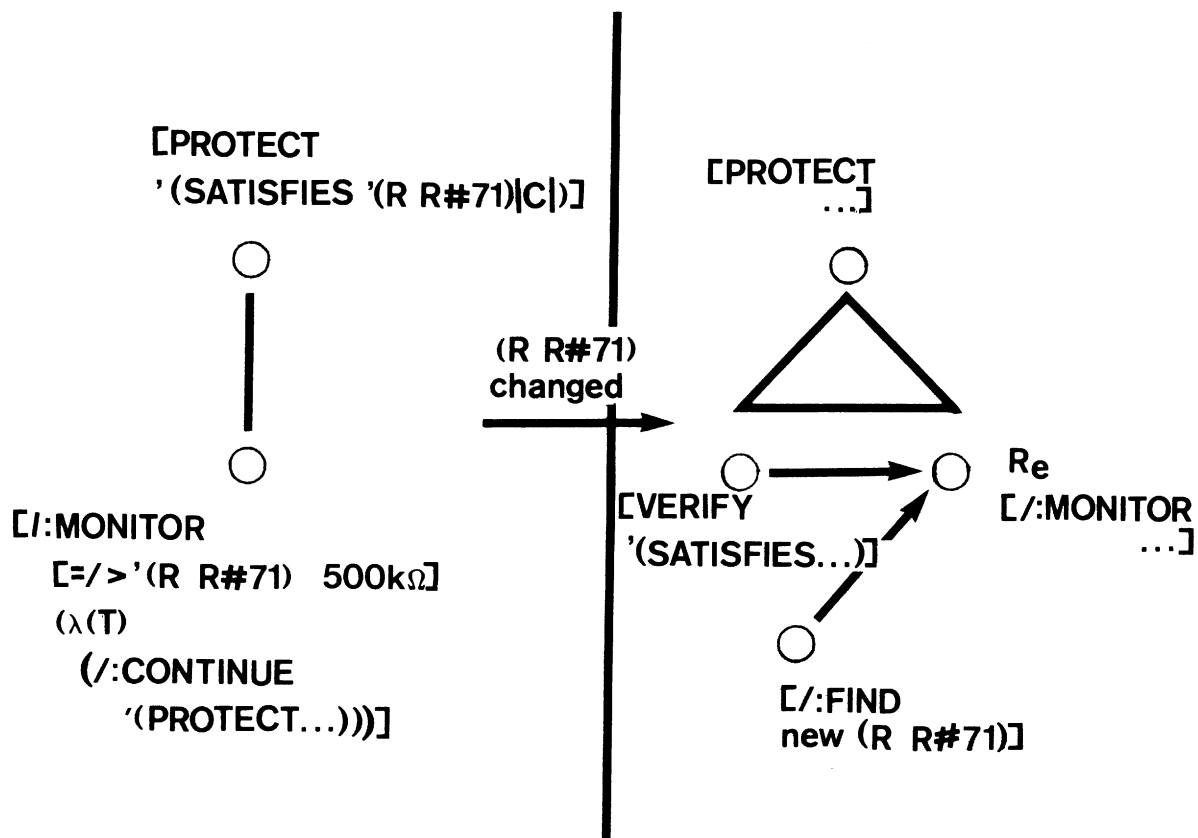 [PROTECT
'(SATISFIES '(R R#71)|C|)]
[/:MONITOR
[=/>'(R R#71) 500kΩ]
(λ(T)
(/:CONTINUE
'(PROTECT...)))]
(R R#71)
changed
[PROTECT
...]
[VERIFY
'(SATISFIES...)]
Re
[/:MONITOR
...]
[/:FIND
new (R R#71)]